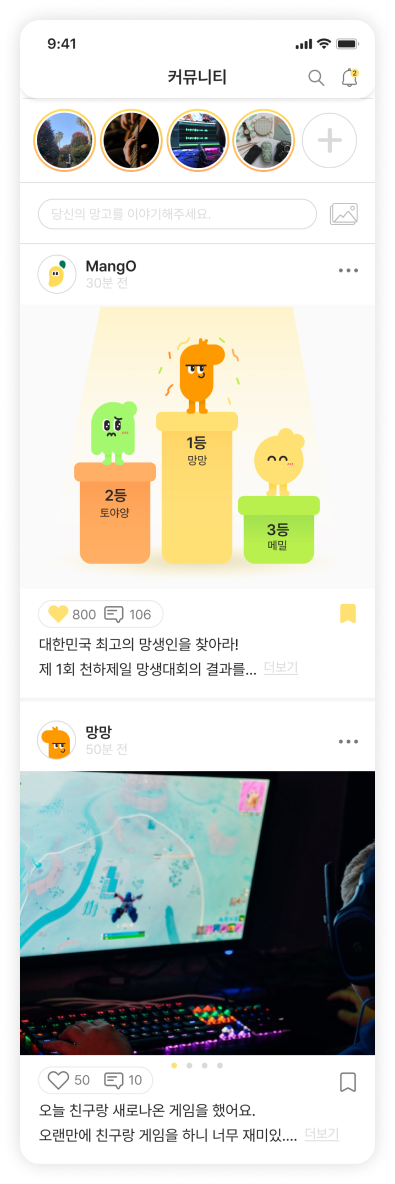 9:41
커뮤니티
2
당신의 망고를 이야기해주세요.
MangO
30분 전
1등
망망
2등
토야양
3등
메밀
800 106
대한민국 최고의 망생인을 찾아라!
제 1회 천하제일 망생대회의 결과를... 더보기
망망
50분 전
50 10
오늘 친구랑 새로나온 게임을 했어요.
오랜만에 친구랑 게임을 하니 너무 재미있.... 더보기